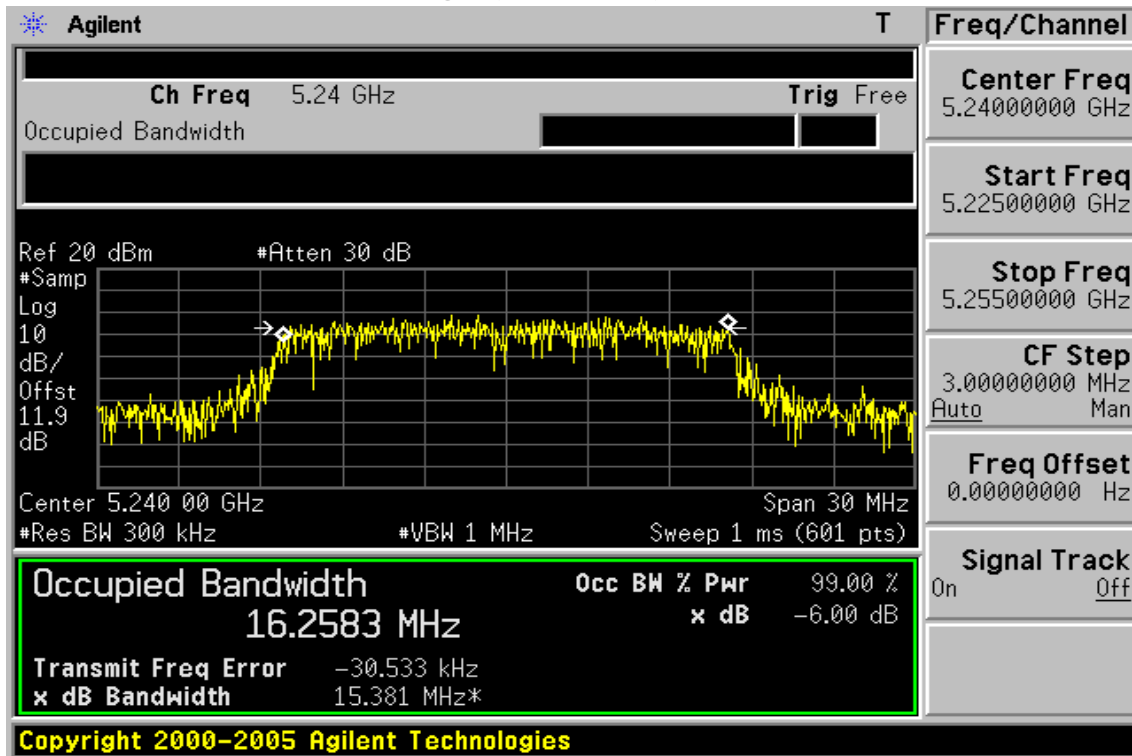 Agilent T
Ch Freq 5.24 GHz Trig Free
Occupied Bandwidth
Ref 20 dBm #Atten 30 dB
#Samp
Log
10
dB/
Offst
11.9
dB
Center 5.240 00 GHz Span 30 MHz
#Res BW 300 kHz #VBW 1 MHz Sweep 1 ms (601 pts)
Occupied Bandwidth Occ BW % Pwr 99.00 %
16.2583 MHz x dB -6.00 dB
Transmit Freq Error -30.533 kHz
x dB Bandwidth 15.381 MHz*
Copyright 2000-2005 Agilent Technologies
Freq/Channel
Center Freq
5.24000000 GHz
Start Freq
5.22500000 GHz
Stop Freq
5.25500000 GHz
CF Step
3.00000000 MHz
Auto Man
Freq Offset
0.00000000 Hz
Signal Track
On Off